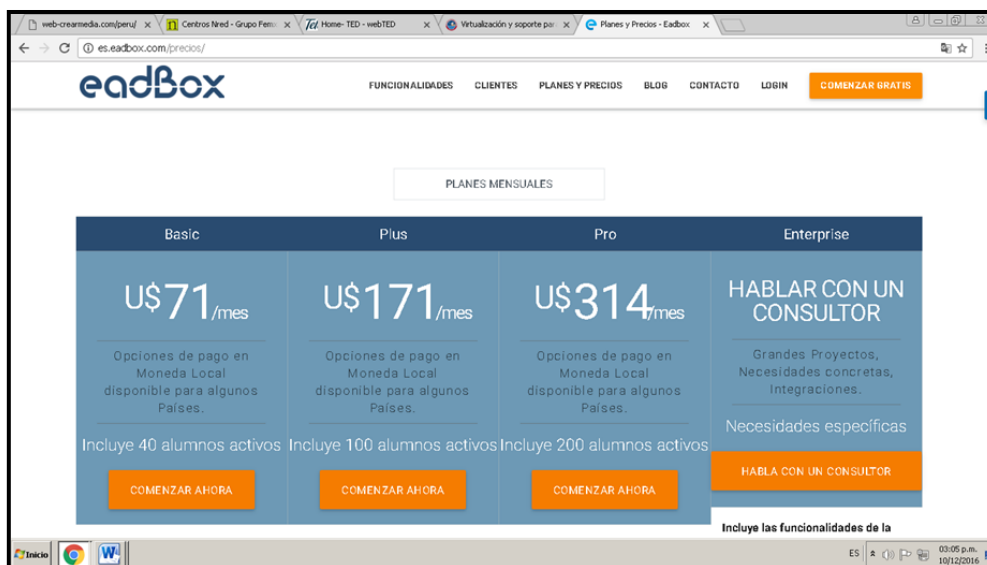 web-crearmedia.com/peru/
Centros Nred - Grupo Feme
Tet Home- TED - webTED
Virtualización y soporte par
Planes y Precios - Eadbox
es.eadbox.com/precios/
eadBox
FUNCIONALIDADES CLIENTES PLANES Y PRECIOS BLOG CONTACTO LOGIN COMENZAR GRATIS
PLANES MENSUALES
Basic
U$71/mes
Opciones de pago en
Moneda Local
disponible para algunos
Países.
Incluye 40 alumnos activos
COMENZAR AHORA
Plus
U$171/mes
Opciones de pago en
Moneda Local
disponible para algunos
Países.
Incluye 100 alumnos activos
COMENZAR AHORA
Pro
U$314/mes
Opciones de pago en
Moneda Local
disponible para algunos
Países.
Incluye 200 alumnos activos
COMENZAR AHORA
Enterprise
HABLAR CON UN
CONSULTOR
Grandes Proyectos,
Necesidades concretas,
Integraciones.
Necesidades específicas
HABLA CON UN CONSULTOR
Incluye las funcionalidades de la
Inicio
ES
03:05 p.m.
10/12/2016